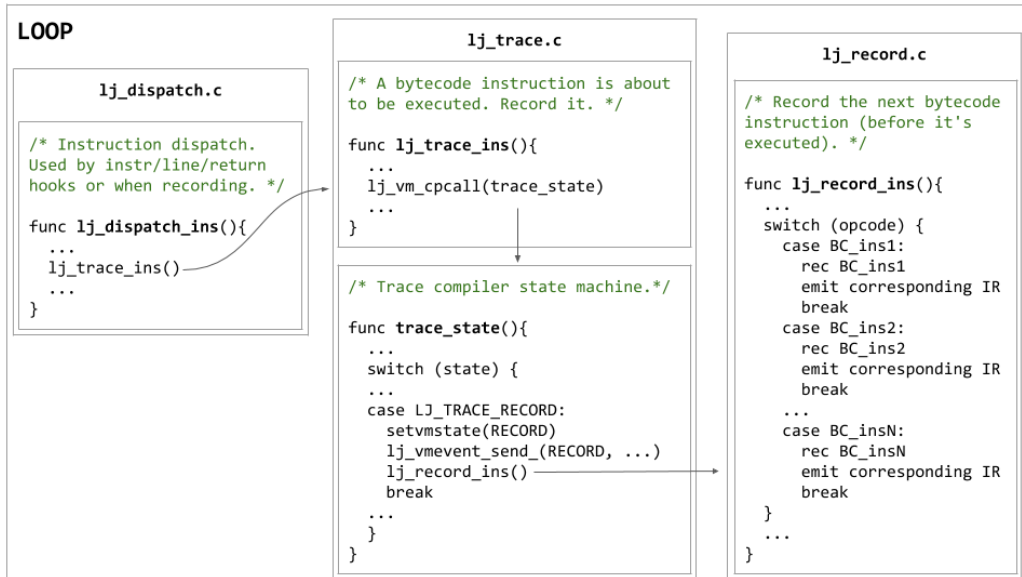 LOOP
lj_dispatch.c
/* Instruction dispatch.
Used by instr/line/return
hooks or when recording. */
func lj_dispatch_ins(){
...
lj_trace_ins()
...
}
lj_trace.c
/* A bytecode instruction is about
to be executed. Record it. */
func lj_trace_ins(){
...
lj_vm_cpcall(trace_state)
...
}
/* Trace compiler state machine.*/
func trace_state(){
...
switch (state) {
...
case LJ_TRACE_RECORD:
setvmstate(RECORD)
lj_vmevent_send_(RECORD, ...)
lj_record_ins()
break
...
}
}
lj_record.c
/* Record the next bytecode
instruction (before it's
executed). */
func lj_record_ins(){
...
switch (opcode) {
case BC_ins1:
rec BC_ins1
emit corresponding IR
break
case BC_ins2:
rec BC_ins2
emit corresponding IR
break
...
case BC_insN:
rec BC_insN
emit corresponding IR
break
}
...
}